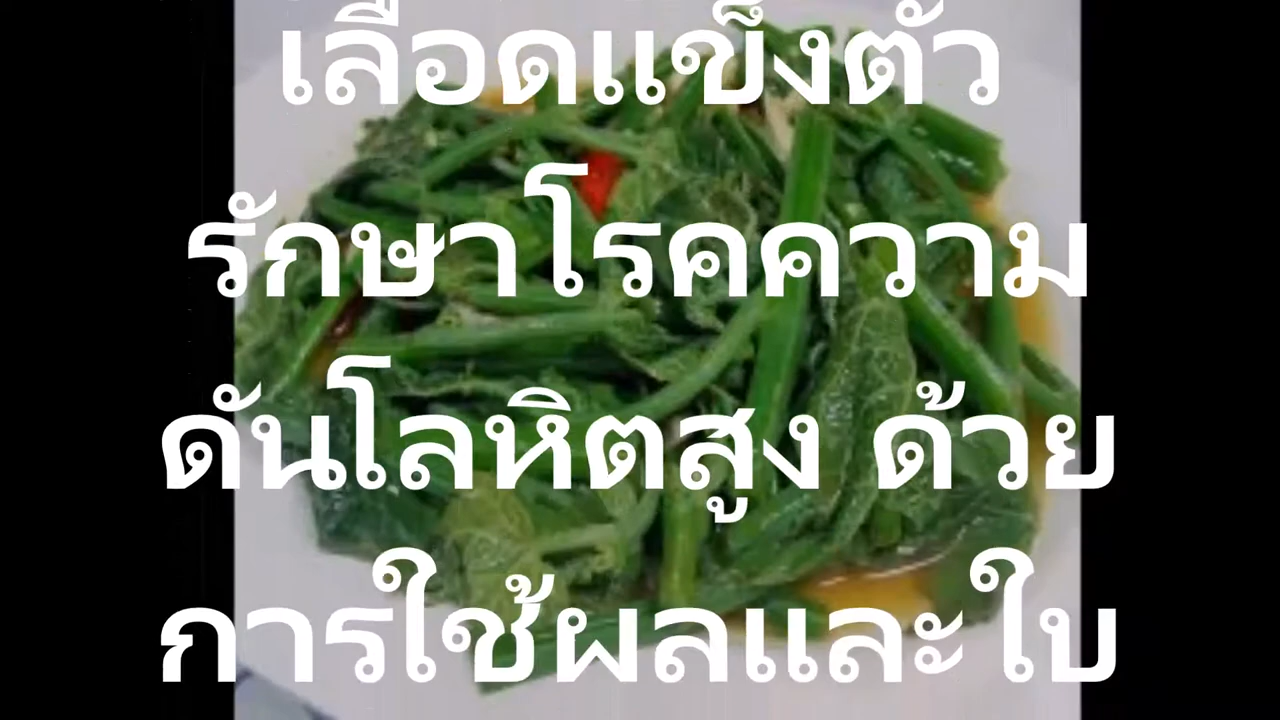 เลือดแข็งตัว
รักษาโรคความ
ดันโลหิตสูง ด้วย
การใช้ผลและใบ